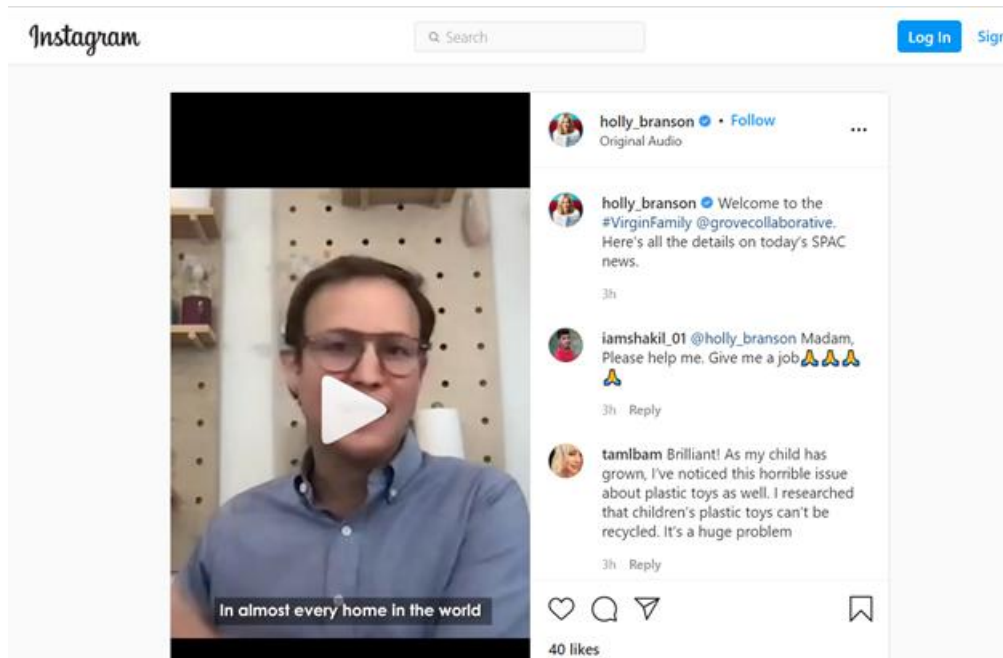 Instagram
Search
Log In
Sign
holly_branson • Follow
Original Audio
holly_branson Welcome to the
#VirginFamily @grovecollaborative.
Here's all the details on today's SPAC
news.
3h
iamshakil_01 @holly_branson Madam,
Please help me. Give me a job🙏🙏🙏
🙏
3h Reply
tamlbam Brilliant! As my child has
grown, I've noticed this horrible issue
about plastic toys as well. I researched
that children's plastic toys can't be
recycled. It's a huge problem
3h Reply
In almost every home in the world
40 likes